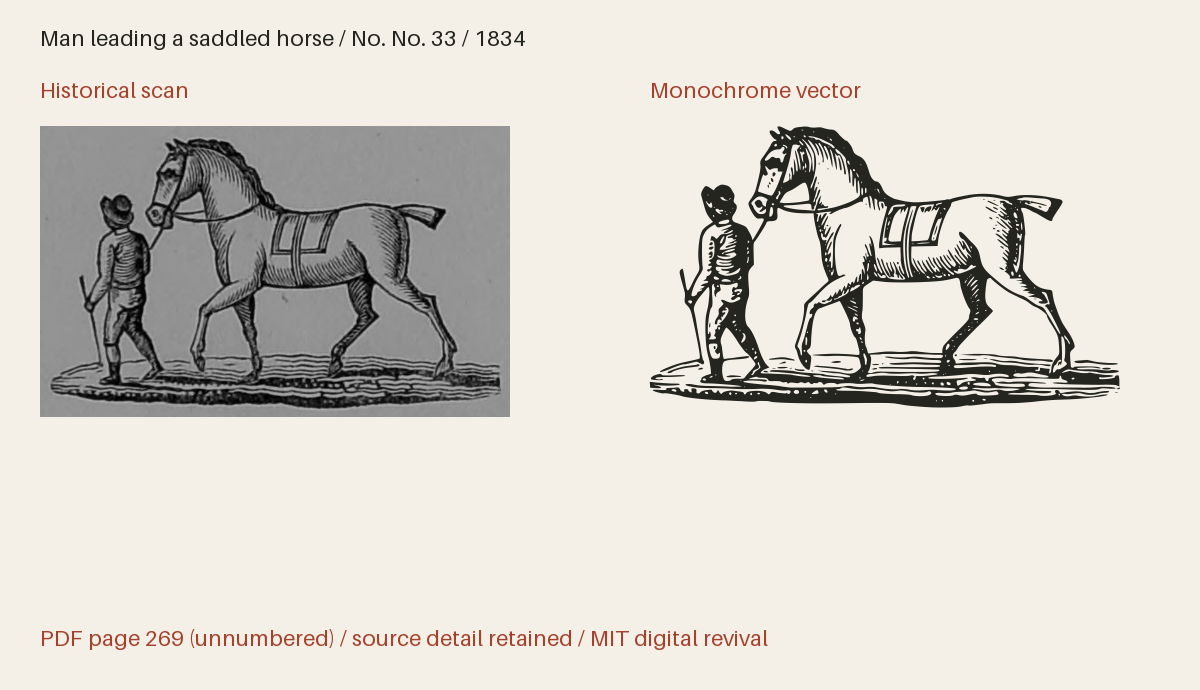 Man leading a saddled horse / No. No. 33 / 1834
Historical scan
Monochrome vector
PDF page 269 (unnumbered) / source detail retained / MIT digital revival